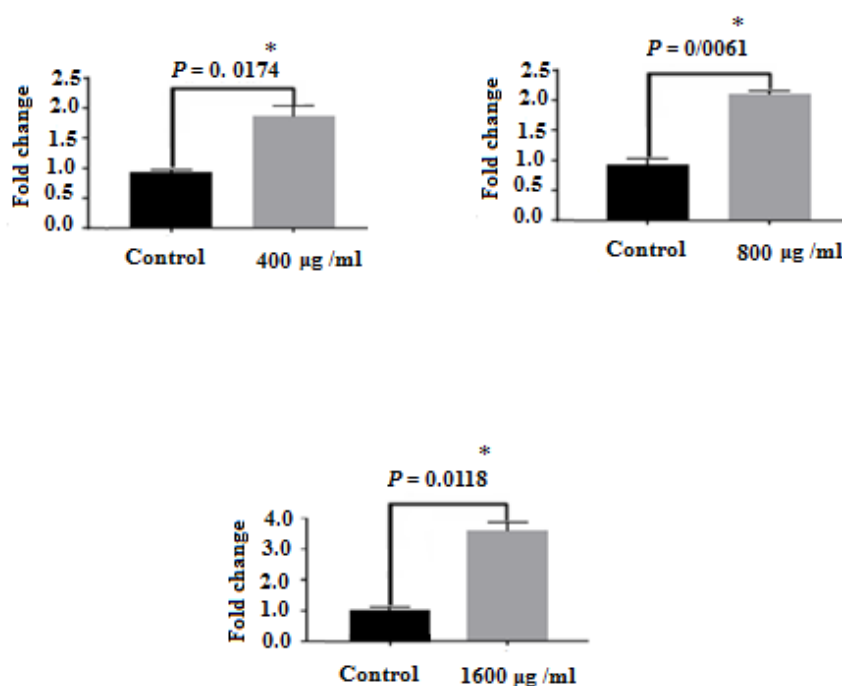 *
P = 0. 0174
Fold change
2.5
2.0
1.5
1.0
0.5
0.0
Control
400 µg /ml
*
P = 0/0061
Fold change
2.5
2.0
1.5
1.0
0.5
0.0
Control
800 µg /ml
*
P = 0.0118
Fold change
4.0
3.0
2.0
1.0
0.0
Control
1600 µg /ml